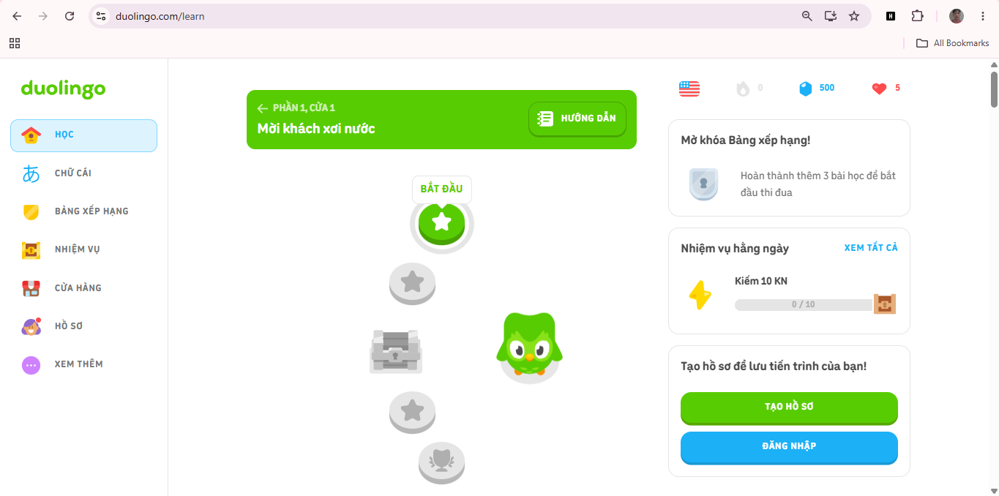 duolingo.com/learn
All Bookmarks
duolingo
HỌC
あ
CHỮ CÁI
BẢNG XẾP HẠNG
NHIỆM VỤ
CỬA HÀNG
HỒ SƠ
XEM THÊM
PHẦN 1, CỬA 1
Mời khách xơi nước
HƯỚNG DẪN
BẮT ĐẦU
0
500
5
Mở khóa Bảng xếp hạng!
Hoàn thành thêm 3 bài học để bắt
đầu thi đua
Nhiệm vụ hằng ngày
XEM TẤT CẢ
Kiếm 10 KN
0 / 10
Tạo hồ sơ để lưu tiến trình của bạn!
TẠO HỒ SƠ
ĐĂNG NHẬP